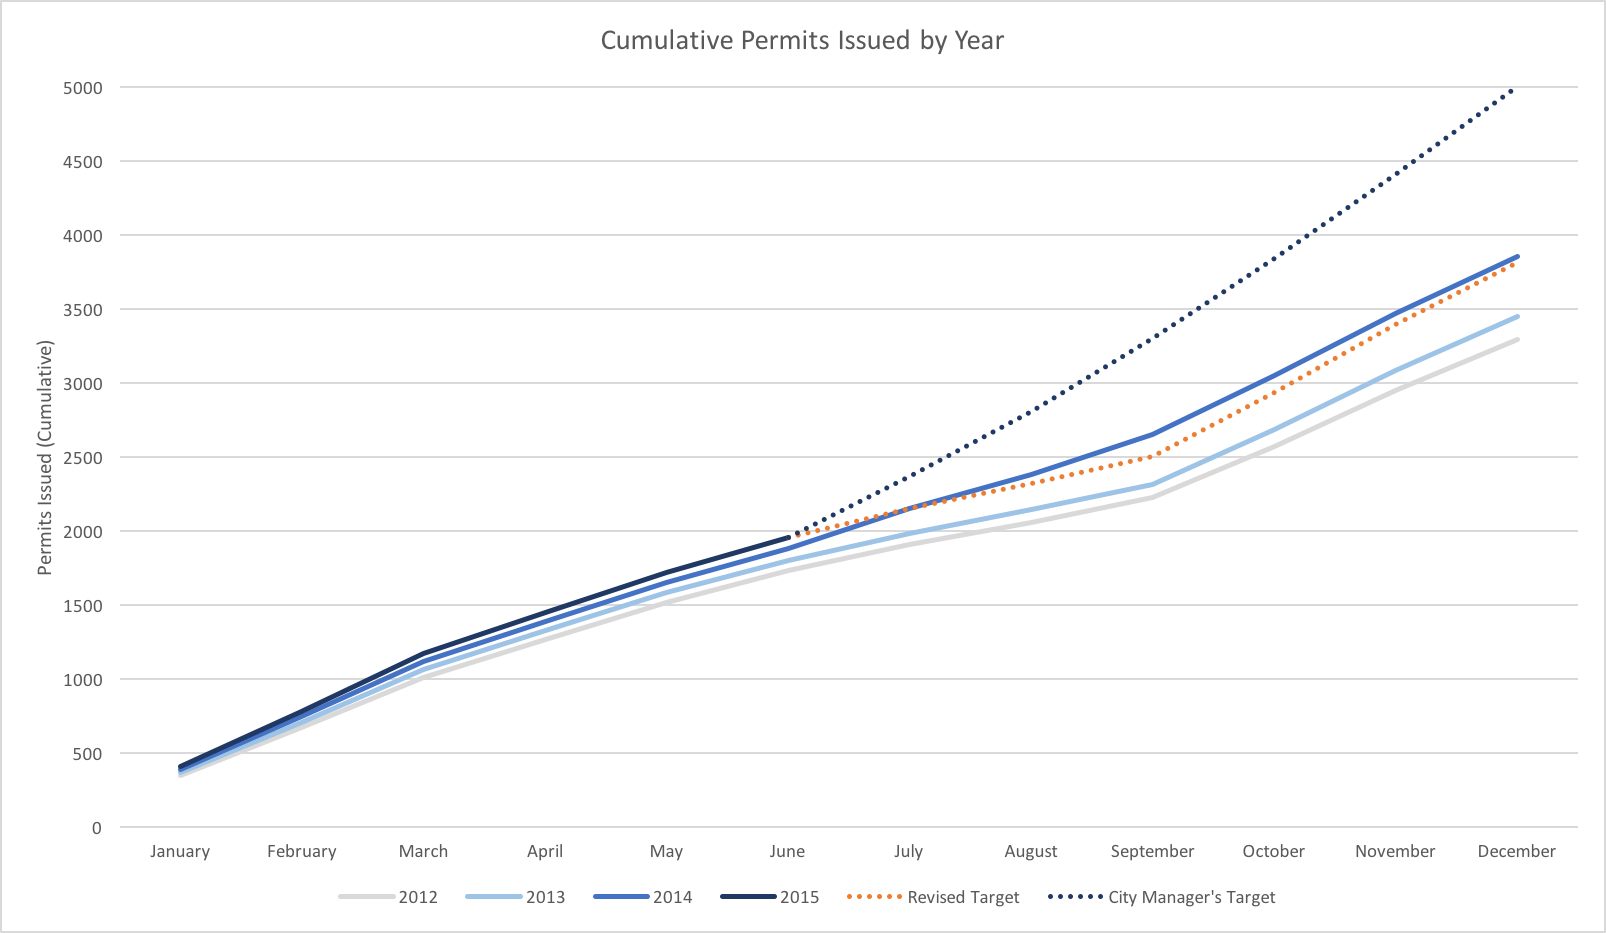 Cumulative Permits Issued by Year
Permits Issued (Cumulative)
5000
4500
4000
3500
3000
2500
2000
1500
1000
500
0
January February March April May June July August September October November December
2012 2013 2014 2015 Revised Target City Manager's Target